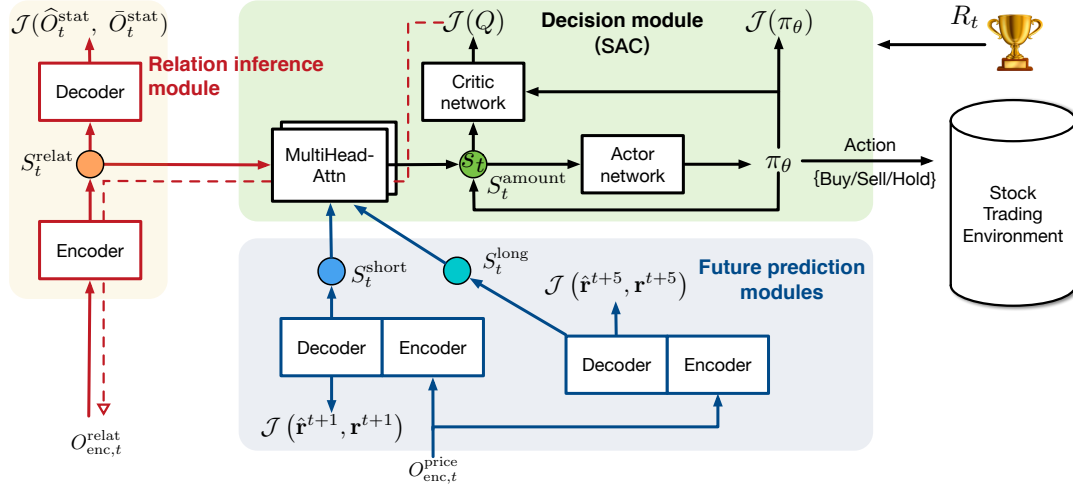 𝒥(Ô_t^stat, Ō_t^stat)
Relation inference
module
Decoder
S_t^relat
Encoder
O_enc,t^relat
𝒥(Q)
Decision module
(SAC)
𝒥(π_θ)
R_t
Critic
network
MultiHead-
Attn
s_t
S_t^amount
Actor
network
π_θ
Action
{Buy/Sell/Hold}
Stock
Trading
Environment
S_t^short
S_t^long
Future prediction
modules
𝒥(r̂^t+5, r^t+5)
Decoder
Encoder
Decoder
Encoder
𝒥(r̂^t+1, r^t+1)
O_enc,t^price